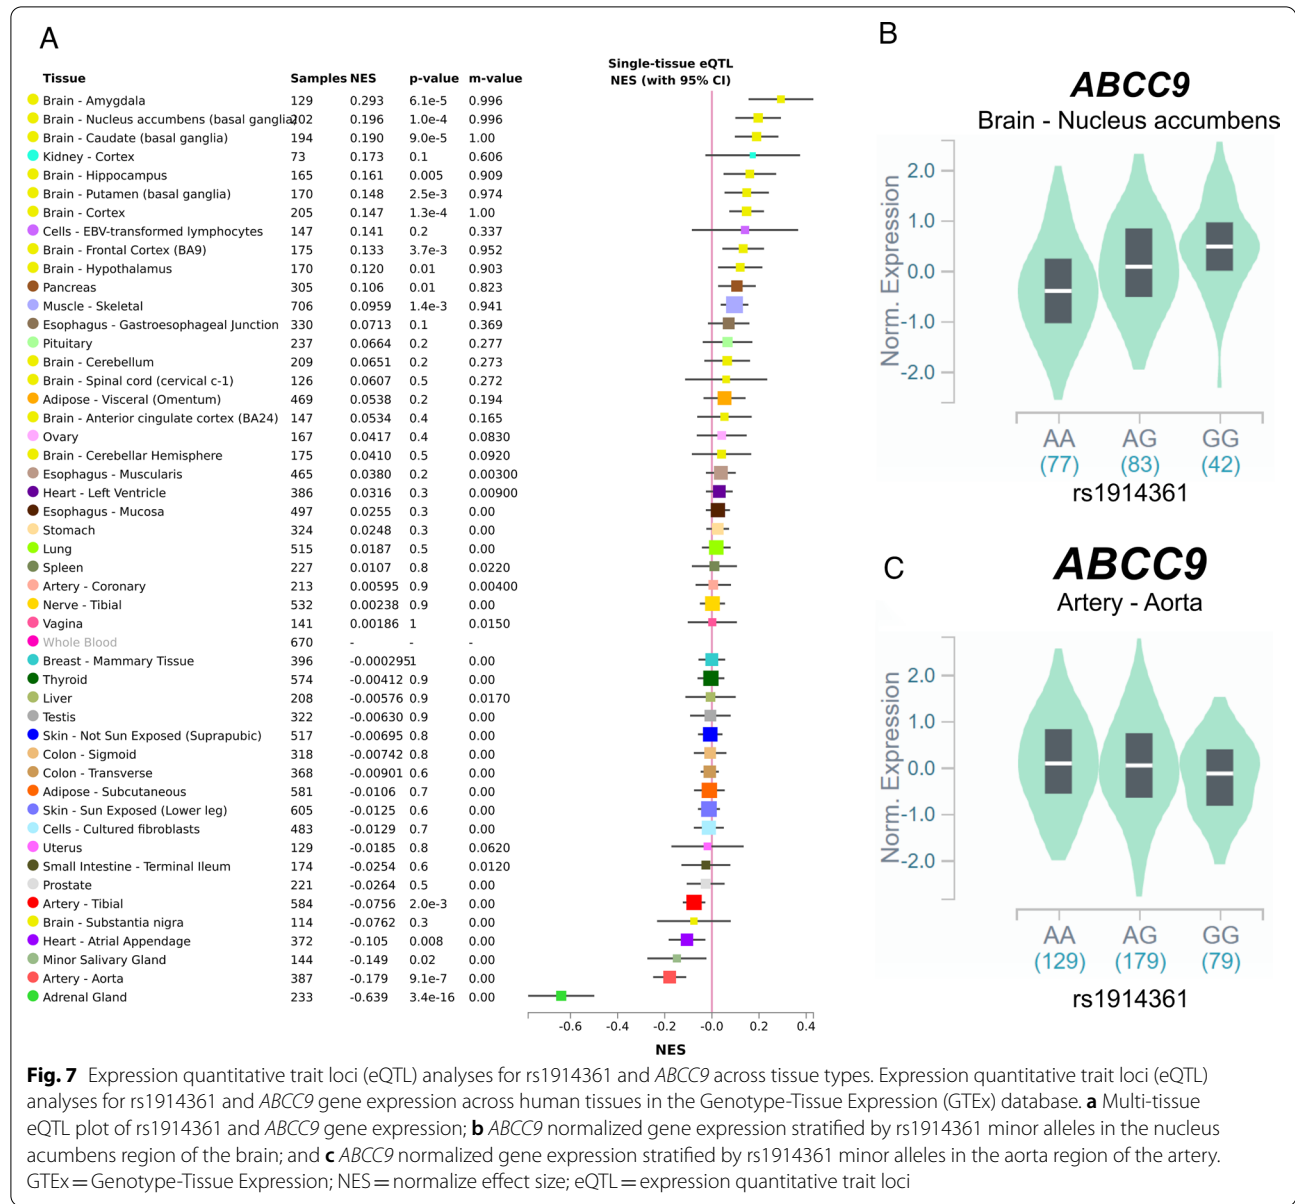 A
Single-tissue eQTL
Tissue Samples NES p-value m-value NES (with 95% CI)
Brain - Amygdala 129 0.293 6.1e-5 0.996
Brain - Nucleus accumbens (basal ganglia) 202 0.196 1.0e-4 0.996
Brain - Caudate (basal ganglia) 194 0.190 9.0e-5 1.00
Kidney - Cortex 73 0.173 0.1 0.606
Brain - Hippocampus 165 0.161 0.005 0.909
Brain - Putamen (basal ganglia) 170 0.148 2.5e-3 0.974
Brain - Cortex 205 0.147 1.3e-4 1.00
Cells - EBV-transformed lymphocytes 147 0.141 0.2 0.337
Brain - Frontal Cortex (BA9) 175 0.133 3.7e-3 0.952
Brain - Hypothalamus 170 0.120 0.01 0.903
Pancreas 305 0.106 0.01 0.823
Muscle - Skeletal 706 0.0959 1.4e-3 0.941
Esophagus - Gastroesophageal Junction 330 0.0713 0.1 0.369
Pituitary 237 0.0664 0.2 0.277
Brain - Cerebellum 209 0.0651 0.2 0.273
Brain - Spinal cord (cervical c-1) 126 0.0607 0.5 0.272
Adipose - Visceral (Omentum) 469 0.0538 0.2 0.194
Brain - Anterior cingulate cortex (BA24) 147 0.0534 0.4 0.165
Ovary 167 0.0417 0.4 0.0830
Brain - Cerebellar Hemisphere 175 0.0410 0.5 0.0920
Esophagus - Muscularis 465 0.0380 0.2 0.00300
Heart - Left Ventricle 386 0.0316 0.3 0.00900
Esophagus - Mucosa 497 0.0255 0.3 0.00
Stomach 324 0.0248 0.3 0.00
Lung 515 0.0187 0.5 0.00
Spleen 227 0.0107 0.8 0.0220
Artery - Coronary 213 0.00595 0.9 0.00400
Nerve - Tibial 532 0.00238 0.9 0.00
Vagina 141 0.00186 1 0.0150
Whole Blood 670 - - -
Breast - Mammary Tissue 396 -0.000295 1 0.00
Thyroid 574 -0.00412 0.9 0.00
Liver 208 -0.00576 0.9 0.0170
Testis 322 -0.00630 0.9 0.00
Skin - Not Sun Exposed (Suprapubic) 517 -0.00695 0.8 0.00
Colon - Sigmoid 318 -0.00742 0.8 0.00
Colon - Transverse 368 -0.00901 0.6 0.00
Adipose - Subcutaneous 581 -0.0106 0.7 0.00
Skin - Sun Exposed (Lower leg) 605 -0.0125 0.6 0.00
Cells - Cultured fibroblasts 483 -0.0129 0.7 0.00
Uterus 129 -0.0185 0.8 0.0620
Small Intestine - Terminal Ileum 174 -0.0254 0.6 0.0120
Prostate 221 -0.0264 0.5 0.00
Artery - Tibial 584 -0.0756 2.0e-3 0.00
Brain - Substantia nigra 114 -0.0762 0.3 0.00
Heart - Atrial Appendage 372 -0.105 0.008 0.00
Minor Salivary Gland 144 -0.149 0.02 0.00
Artery - Aorta 387 -0.179 9.1e-7 0.00
Adrenal Gland 233 -0.639 3.4e-16 0.00
-0.6 -0.4 -0.2 -0.0 0.2 0.4
NES
B
ABCC9
Brain - Nucleus accumbens
Norm. Expression
2.0
1.0
0.0
-1.0
-2.0
AA AG GG
(77) (83) (42)
rs1914361
C
ABCC9
Artery - Aorta
Norm. Expression
2.0
1.0
0.0
-1.0
-2.0
AA AG GG
(129) (179) (79)
rs1914361
Fig. 7 Expression quantitative trait loci (eQTL) analyses for rs1914361 and ABCC9 across tissue types. Expression quantitative trait loci (eQTL)
analyses for rs1914361 and ABCC9 gene expression across human tissues in the Genotype-Tissue Expression (GTEx) database. a Multi-tissue
eQTL plot of rs1914361 and ABCC9 gene expression; b ABCC9 normalized gene expression stratified by rs1914361 minor alleles in the nucleus
acumbens region of the brain; and c ABCC9 normalized gene expression stratified by rs1914361 minor alleles in the aorta region of the artery.
GTEx = Genotype-Tissue Expression; NES = normalize effect size; eQTL = expression quantitative trait loci